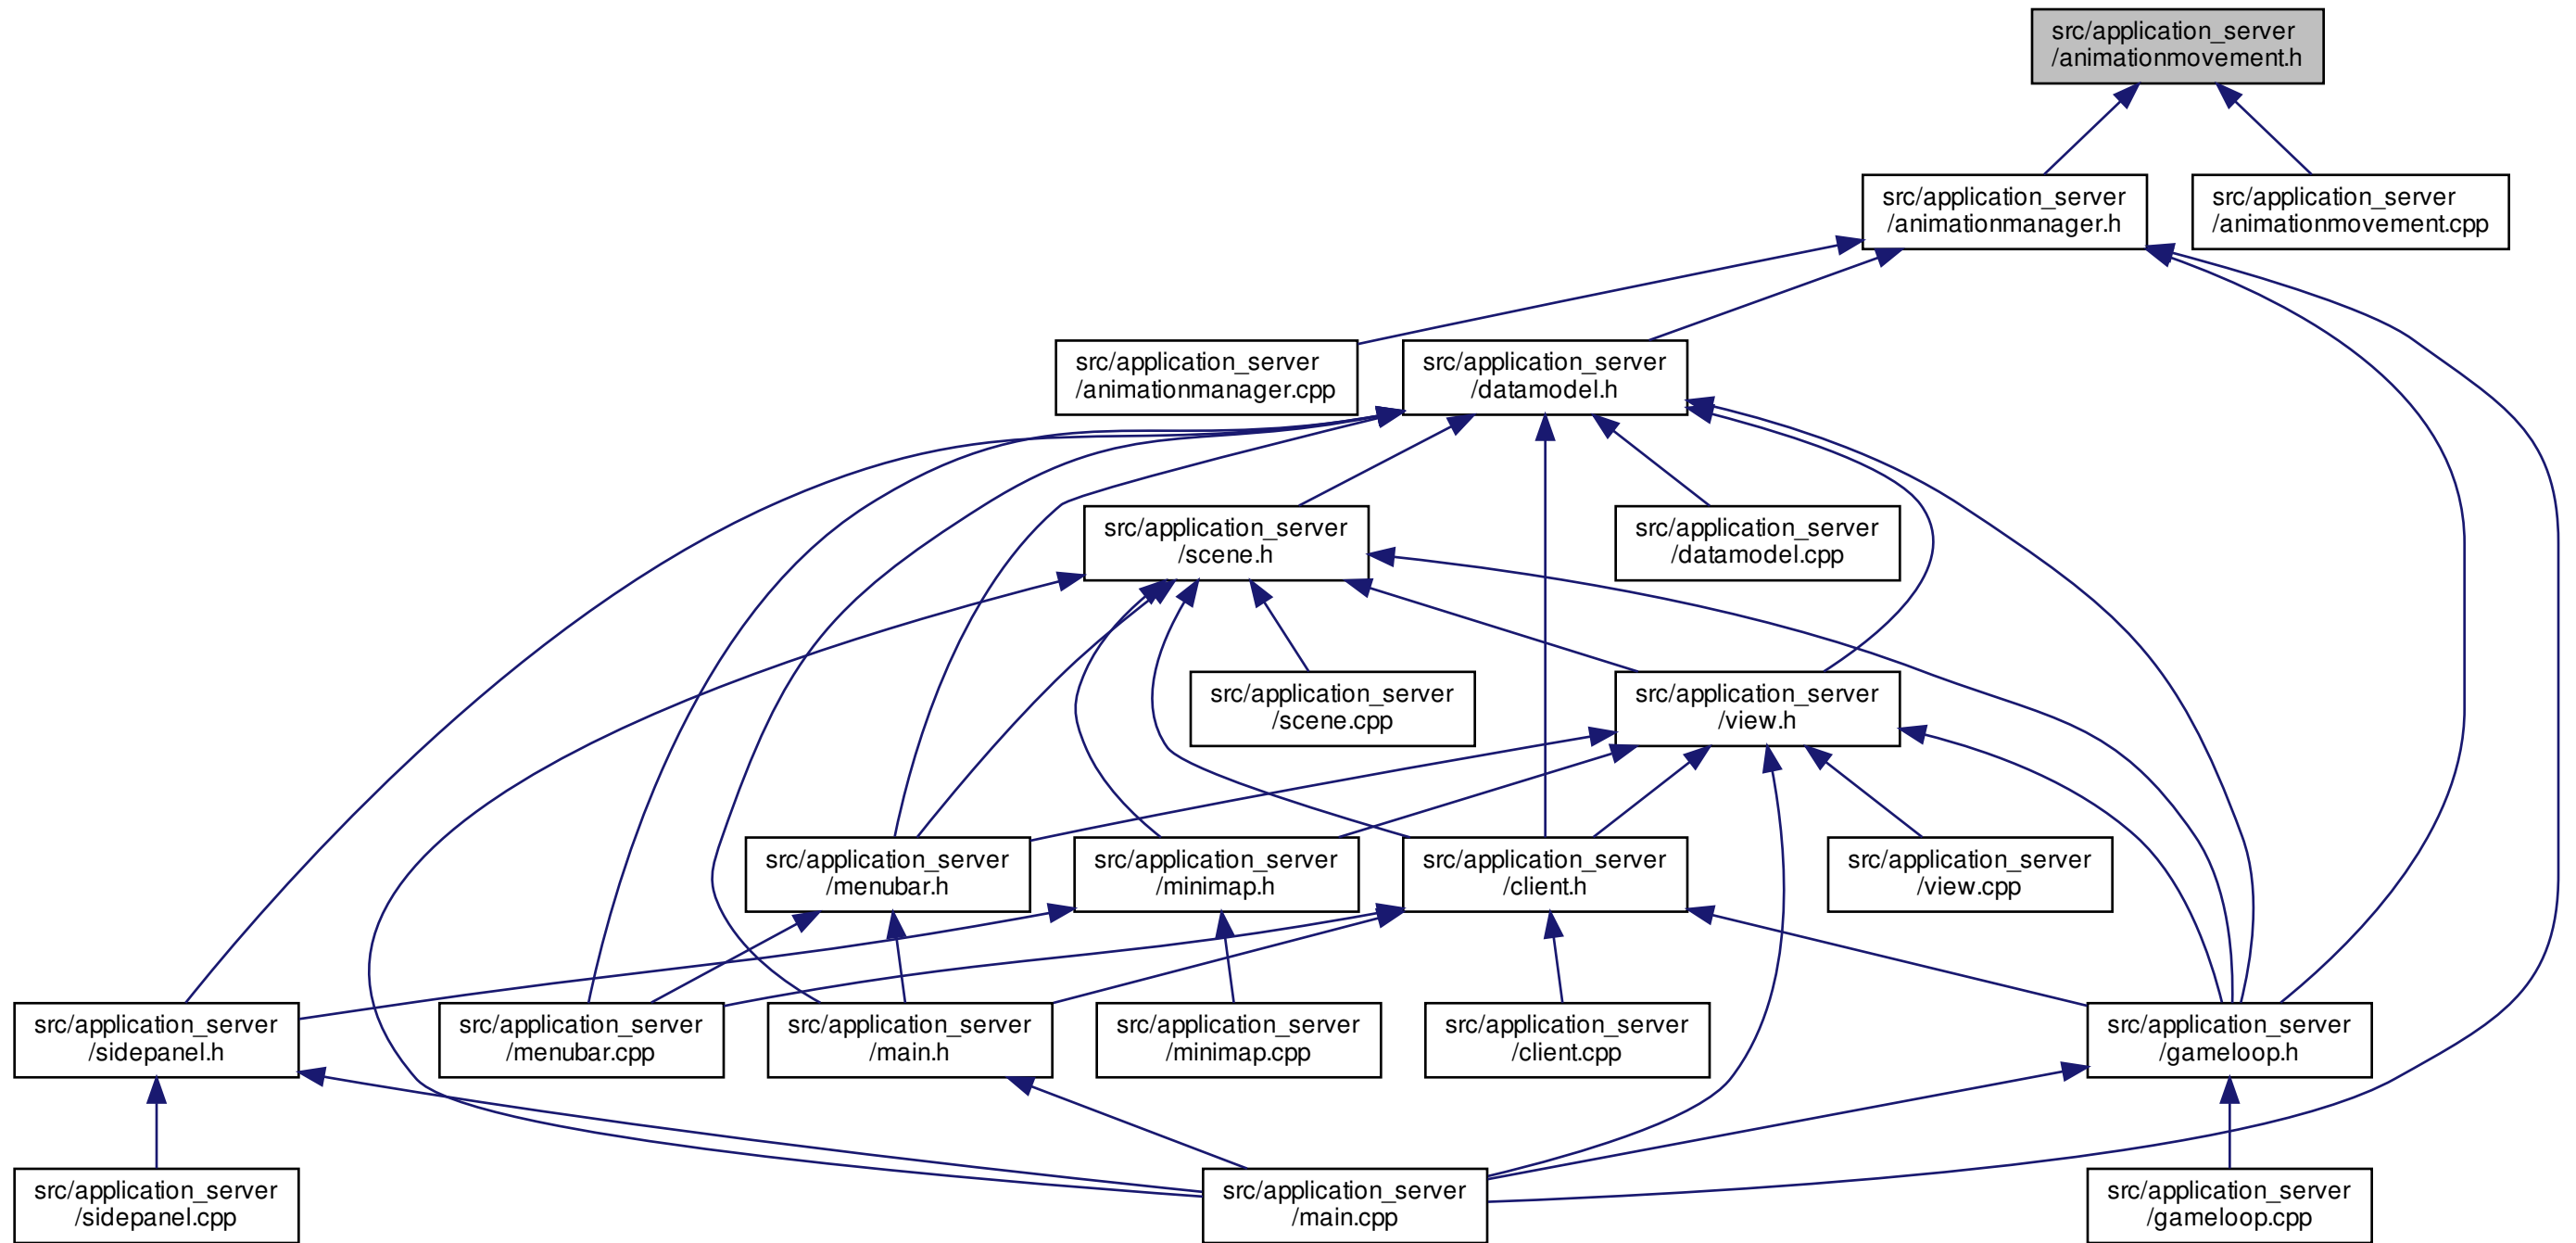 src/application_server
/animationmovement.h
src/application_server
/animationmanager.h
src/application_server
/animationmovement.cpp
src/application_server
/animationmanager.cpp
src/application_server
/datamodel.h
src/application_server
/scene.h
src/application_server
/datamodel.cpp
src/application_server
/scene.cpp
src/application_server
/view.h
src/application_server
/menubar.h
src/application_server
/minimap.h
src/application_server
/client.h
src/application_server
/view.cpp
src/application_server
/sidepanel.h
src/application_server
/menubar.cpp
src/application_server
/main.h
src/application_server
/minimap.cpp
src/application_server
/client.cpp
src/application_server
/gameloop.h
src/application_server
/sidepanel.cpp
src/application_server
/main.cpp
src/application_server
/gameloop.cpp